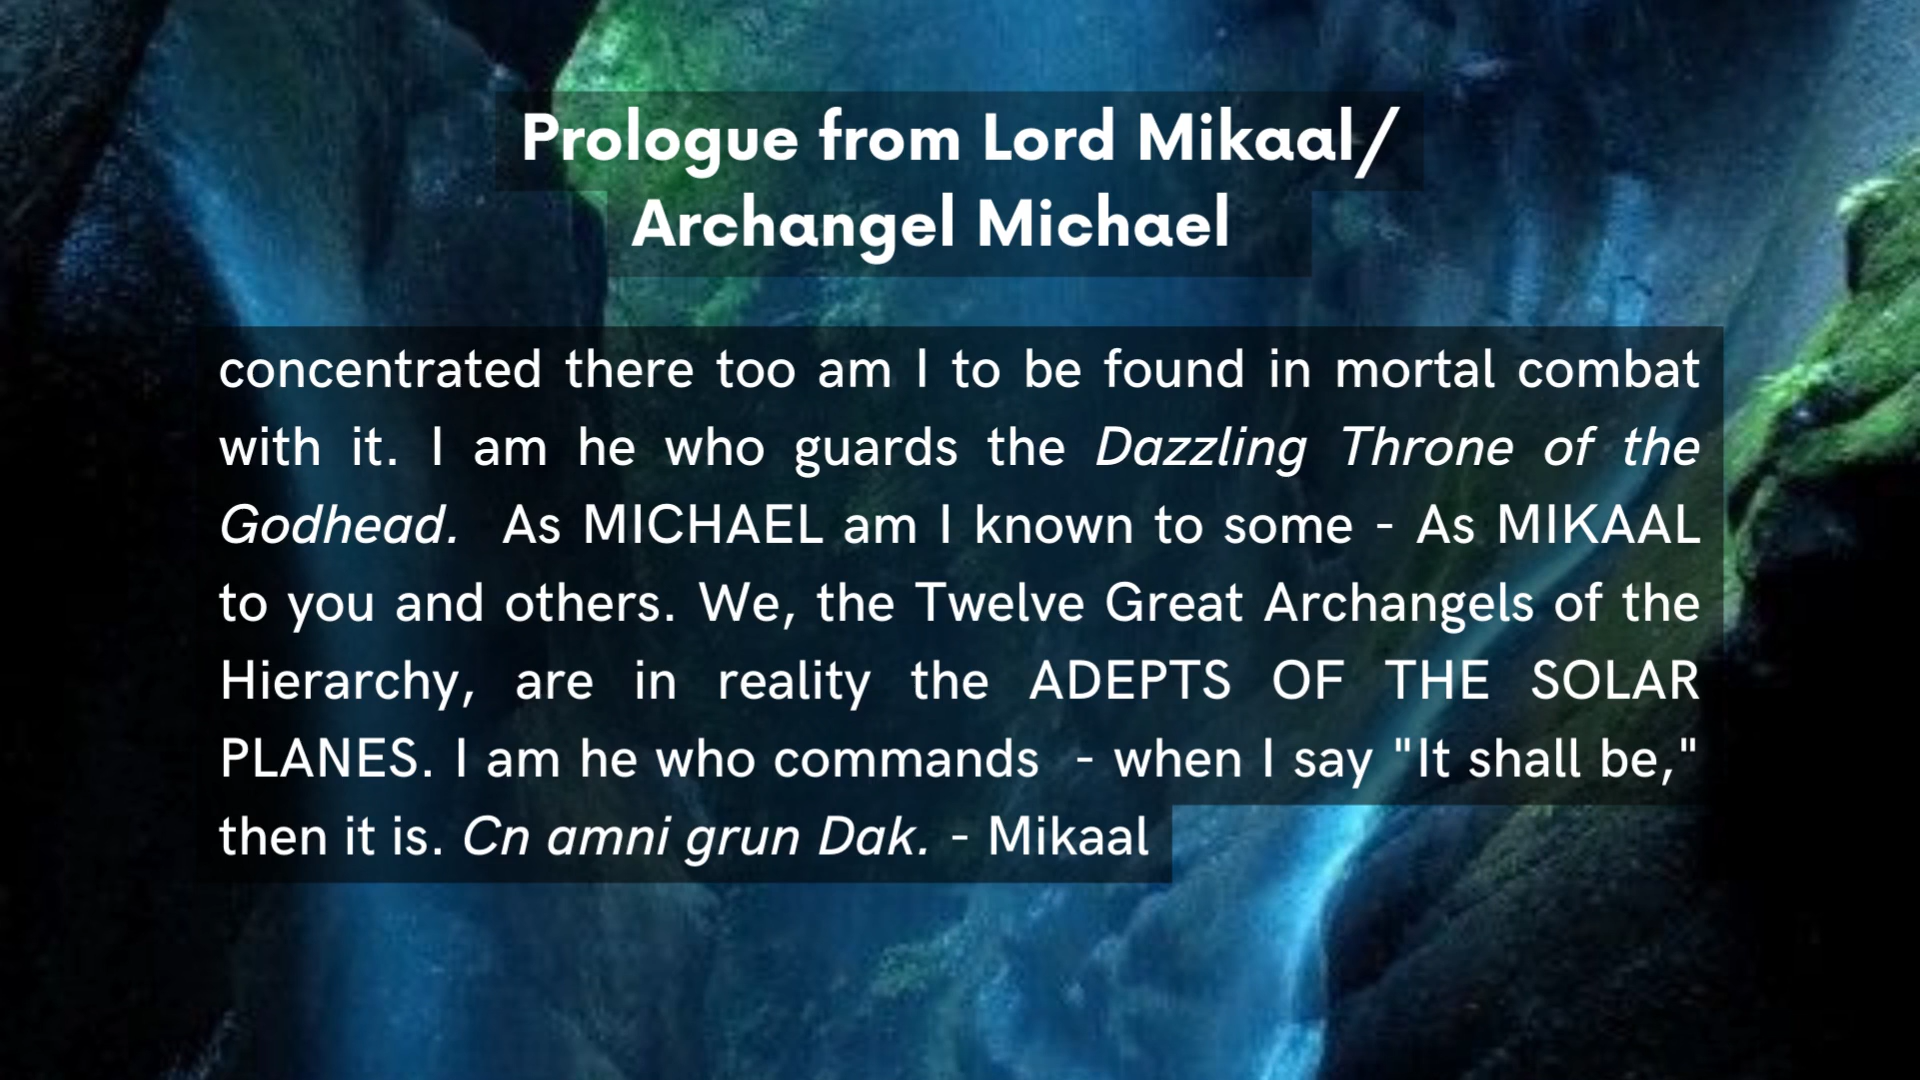 Prologue from Lord Mikaal/
Archangel Michael
concentrated there too am I to be found in mortal combat
with it. I am he who guards the Dazzling Throne of the
Godhead.  As MICHAEL am I known to some - As MIKAAL
to you and others. We, the Twelve Great Archangels of the
Hierarchy, are in reality the ADEPTS OF THE SOLAR
PLANES. I am he who commands  - when I say "It shall be,"
then it is. Cn amni grun Dak. - Mikaal